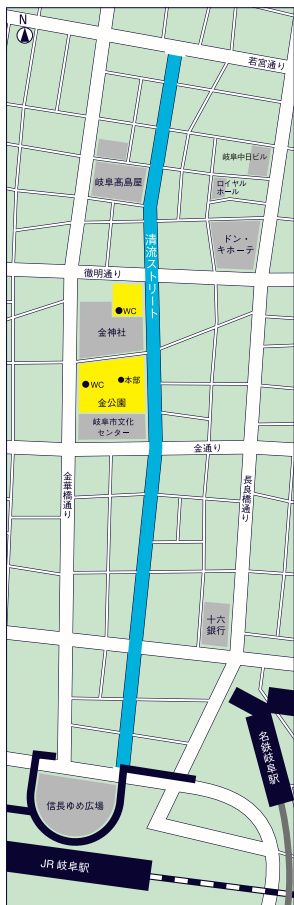 N
若宮通り
岐阜中日ビル
岐阜高島屋
ロイヤル
ホール
ドン・
キホーテ
清流ストリート
徹明通り
WC
金神社
WC
本部
金公園
岐阜市文化
センター
金通り
金華橋通り
長良橋通り
十六
銀行
名鉄岐阜駅
信長ゆめ広場
JR 岐阜駅